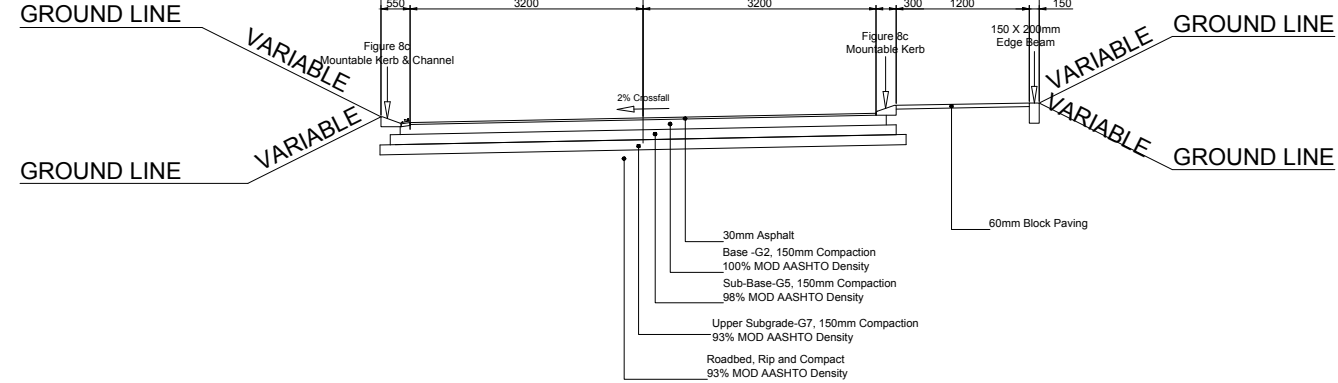 550 3200 3200 300 1200 150
GROUND LINE
VARIABLE
Figure 8c
Mountable Kerb & Channel
2% Crossfall
Figure 8c
Mountable Kerb
150 X 200mm
Edge Beam
VARIABLE
GROUND LINE
VARIABLE
GROUND LINE
VARIABLE
GROUND LINE
60mm Block Paving
30mm Asphalt
Base -G2, 150mm Compaction
100% MOD AASHTO Density
Sub-Base-G5, 150mm Compaction
98% MOD AASHTO Density
Upper Subgrade-G7, 150mm Compaction
93% MOD AASHTO Density
Roadbed, Rip and Compact
93% MOD AASHTO Density